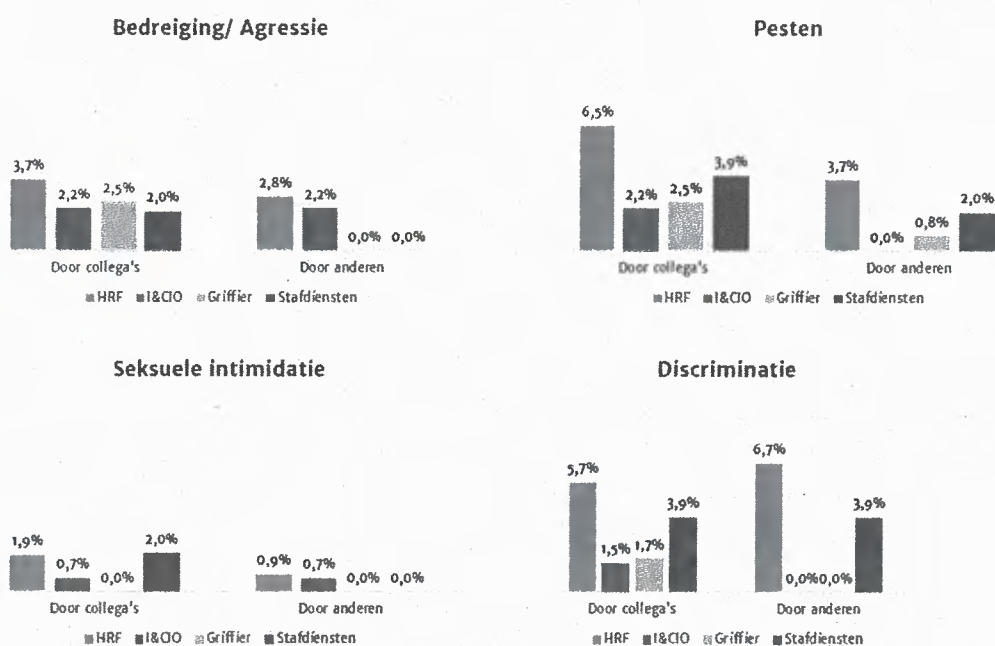 Bedreiging/ Agressie
3,7% 2,2% 2,5% 2,0% 2,8% 2,2% 0,0% 0,0%
Door collega's Door anderen
HRF I&CIO Griffier Stafdiensten
Pesten
6,5% 2,2% 2,5% 3,9% 3,7% 0,0% 0,8% 2,0%
Door collega's Door anderen
HRF I&CIO Griffier Stafdiensten
Seksuele intimidatie
1,9% 0,7% 0,0% 2,0% 0,9% 0,7% 0,0% 0,0%
Door collega's Door anderen
HRF I&CIO Griffier Stafdiensten
Discriminatie
5,7% 1,5% 1,7% 3,9% 6,7% 0,0% 0,0% 3,9%
Door collega's Door anderen
HRF I&CIO Griffier Stafdiensten